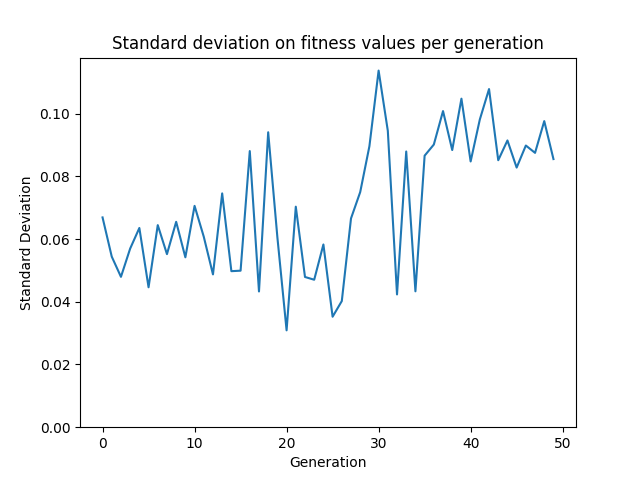 Standard deviation on fitness values per generation
Standard Deviation
0.10
0.08
0.06
0.04
0.02
0.00
0 10 20 30 40 50
Generation